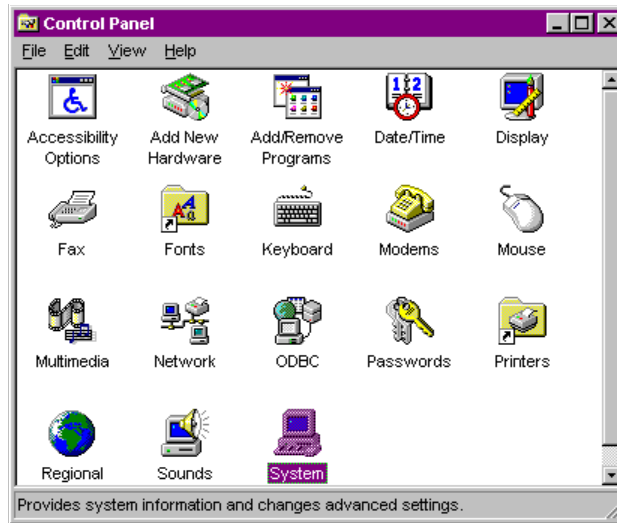 Control Panel
File Edit View Help
Accessibility Options
Add New Hardware
Add/Remove Programs
Date/Time
Display
Fax
Fonts
Keyboard
Modems
Mouse
Multimedia
Network
ODBC
Passwords
Printers
Regional
Sounds
System
Provides system information and changes advanced settings.